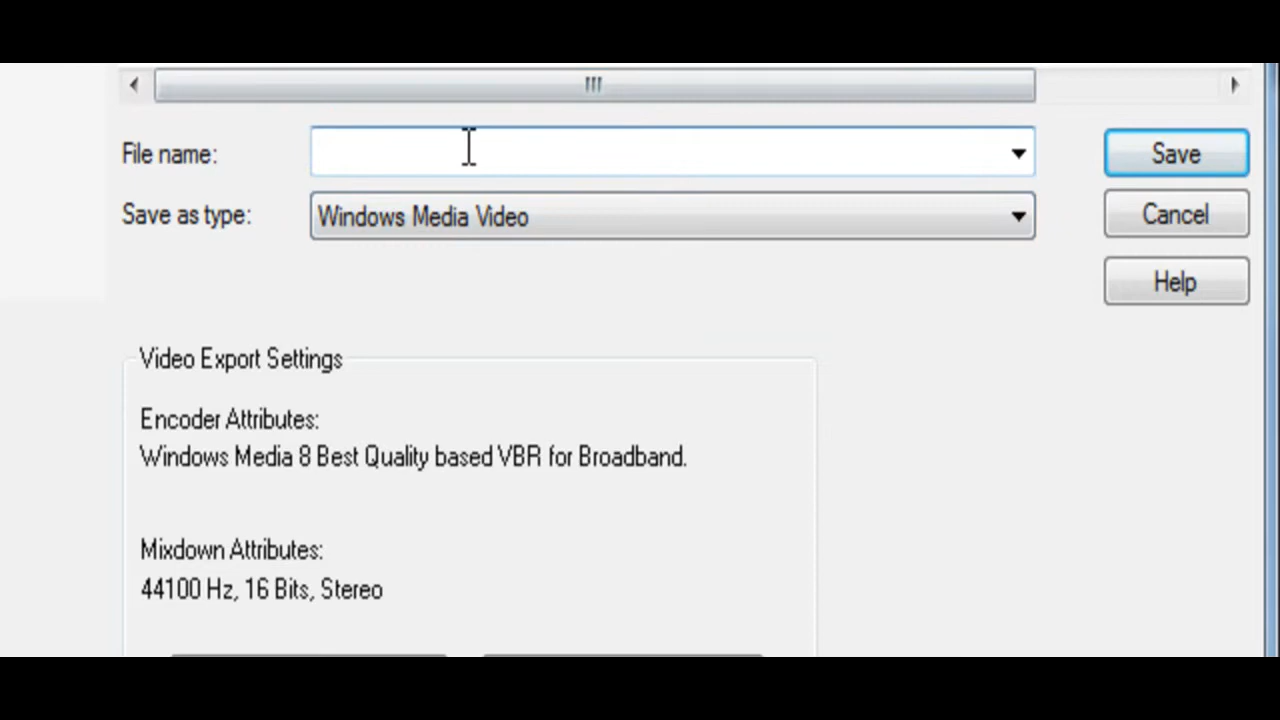 File name:
Save
Save as type:
Windows Media Video
Cancel
Help
Video Export Settings
Encoder Attributes:
Windows Media 8 Best Quality based VBR for Broadband.
Mixdown Attributes:
44100 Hz, 16 Bits, Stereo